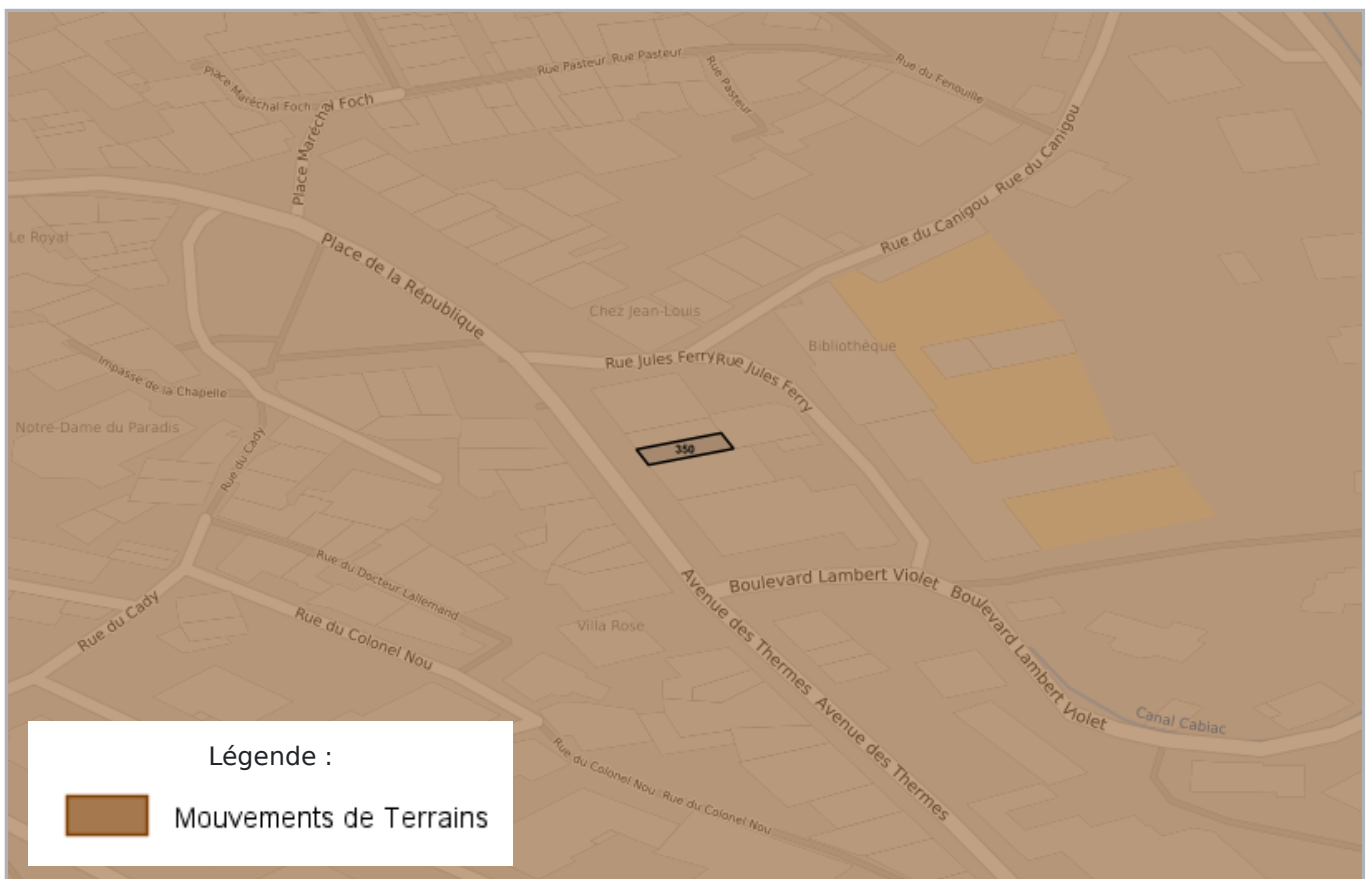 Place Maréchal Foch
Place Maréchal Foch
Rue Pasteur
Rue Pasteur
Rue Pasteur
Rue du Fenouille
Rue du Canigou
Rue du Canigou
Le Royal
Place de la République
Chez Jean-Louis
Bibliothèque
Rue Jules Ferry
Rue Jules Ferry
Impasse de la Chapelle
Notre-Dame du Paradis
Rue du Cady
350
Rue du Docteur Lallemand
Boulevard Lambert Violet
Boulevard Lambert Violet
Rue du Cady
Rue du Colonel Nou
Villa Rose
Avenue des Thermes
Avenue des Thermes
Canal Cabiac
Rue du Colonel Nou
Rue du Colonel Nou
Légende :
Mouvements de Terrains